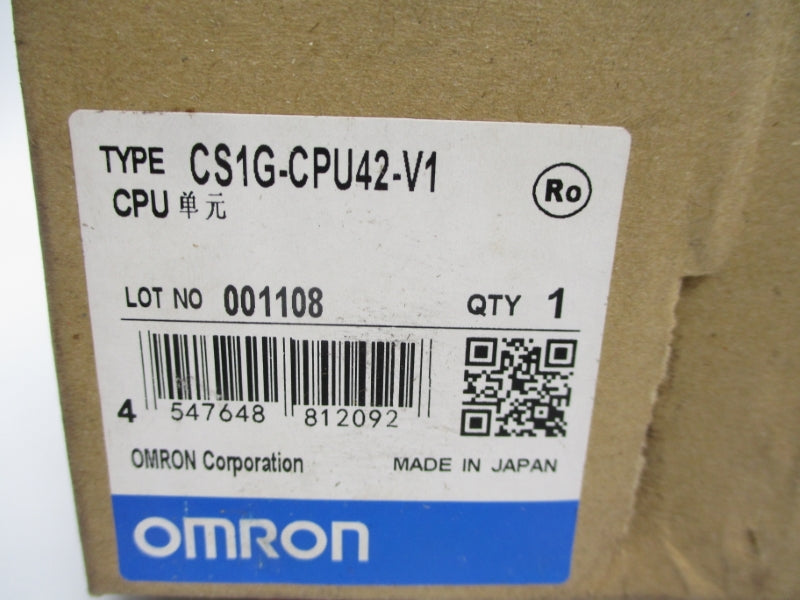 TYPE CS1G-CPU42-V1
CPU 单元
Ro
LOT NO 001108 QTY 1
4 547648 812092
OMRON Corporation MADE IN JAPAN
OMRON